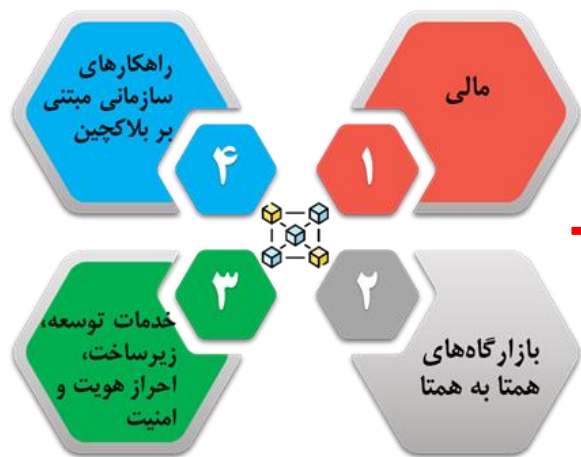 مالی
۱
بازارگاه‌های
همتا به همتا
۲
خدمات توسعه،
زیرساخت،
احراز هویت و
امنیت
۳
راهکارهای
سازمانی مبتنی
بر بلاکچین
۴